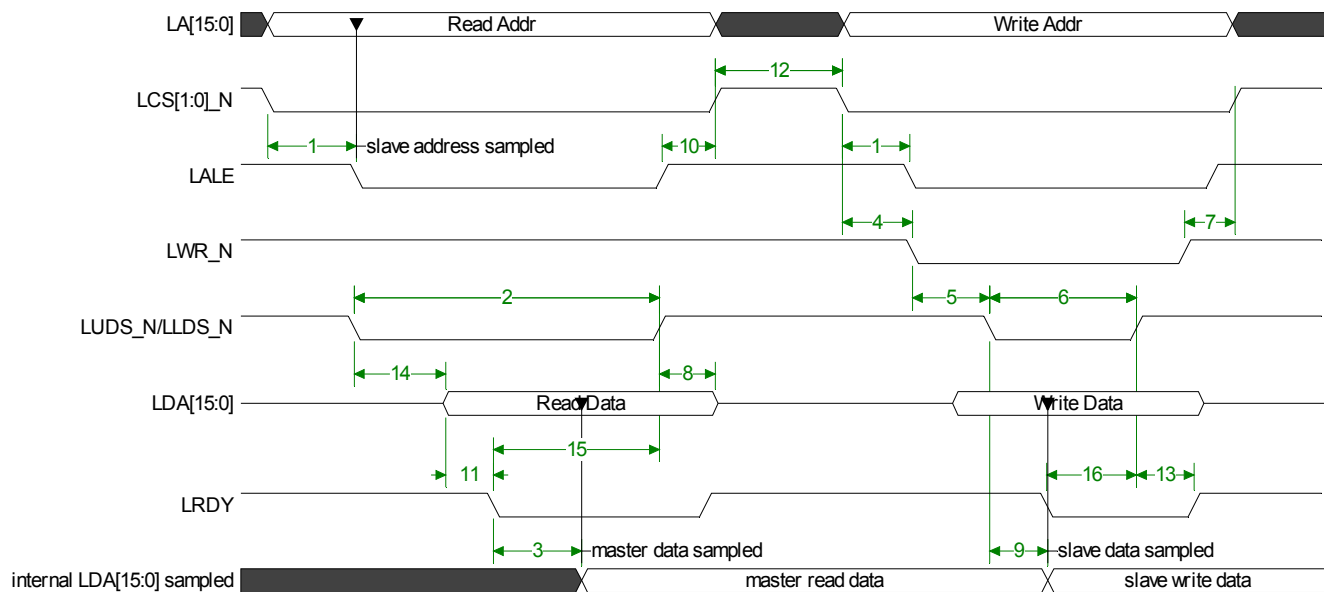 LA[15:0] Read Addr Write Addr
12
LCS[1:0]_N
1 slave address sampled 10 1
LALE
4 7
LWR_N
2 5 6
LUDS_N/LLDS_N
14 8
LDA[15:0] Read Data Write Data
15
11 16 13
LRDY
3 master data sampled 9 slave data sampled
internal LDA[15:0] sampled master read data slave write data